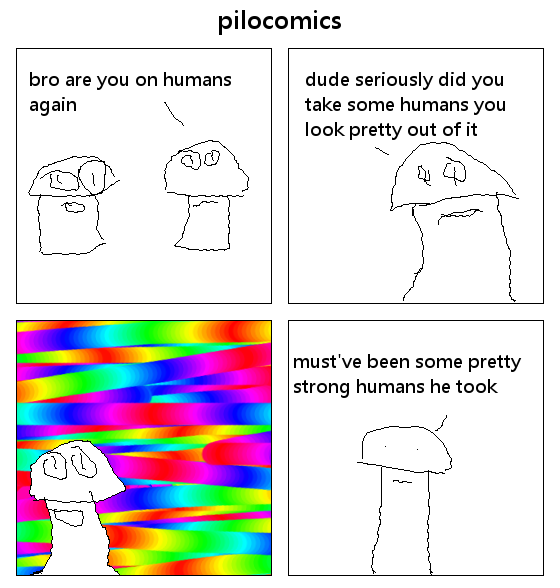 pilocomics
bro are you on humans
again
dude seriously did you
take some humans you
look pretty out of it
must've been some pretty
strong humans he took